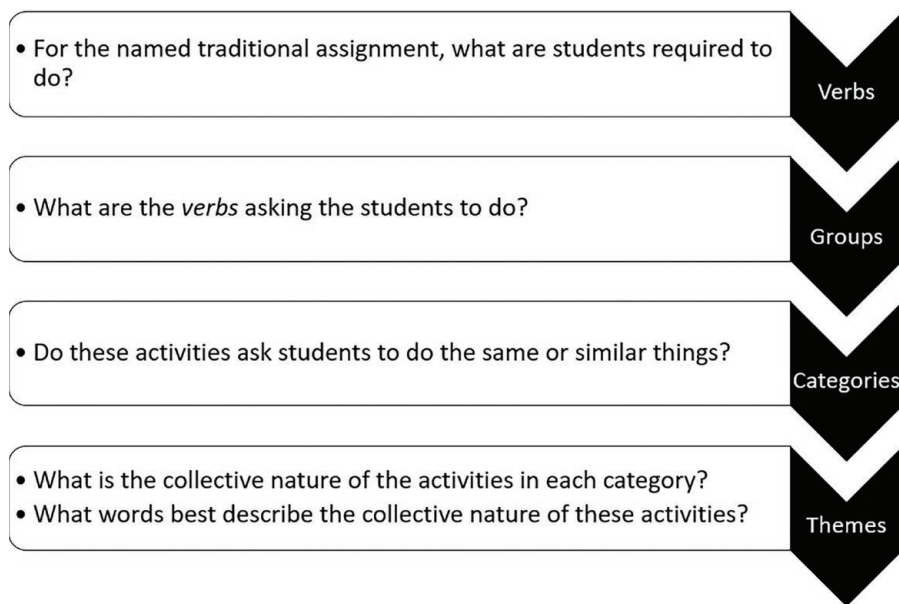 • For the named traditional assignment, what are students required to
do?
Verbs
• What are the verbs asking the students to do?
Groups
• Do these activities ask students to do the same or similar things?
Categories
• What is the collective nature of the activities in each category?
• What words best describe the collective nature of these activities?
Themes